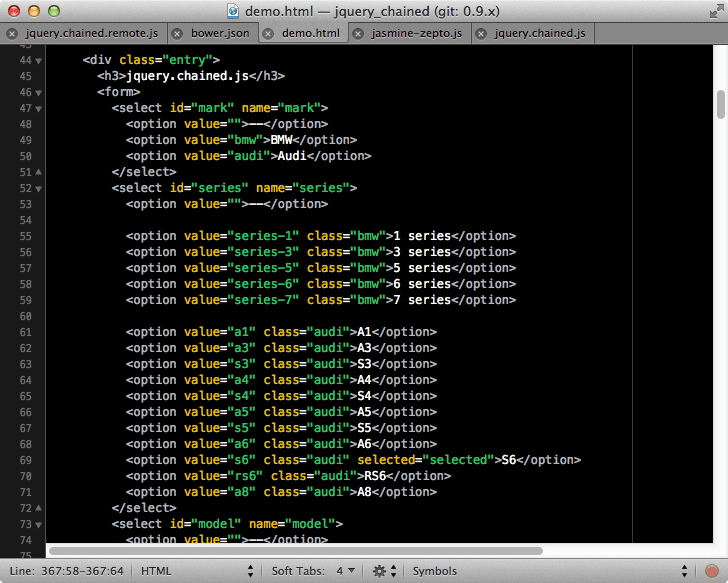 demo.html — jquery_chained (git: 0.9.x)
jquery.chained.remote.js bower.json demo.html jasmine-zepto.js jquery.chained.js
43
44 <div class="entry">
45 <h3>jquery.chained.js</h3>
46 <form>
47 <select id="mark" name="mark">
48 <option value="">--</option>
49 <option value="bmw">BMW</option>
50 <option value="audi">Audi</option>
51 </select>
52 <select id="series" name="series">
53 <option value="">--</option>
54
55 <option value="series-1" class="bmw">1 series</option>
56 <option value="series-3" class="bmw">3 series</option>
57 <option value="series-5" class="bmw">5 series</option>
58 <option value="series-6" class="bmw">6 series</option>
59 <option value="series-7" class="bmw">7 series</option>
60
61 <option value="a1" class="audi">A1</option>
62 <option value="a3" class="audi">A3</option>
63 <option value="s3" class="audi">S3</option>
64 <option value="a4" class="audi">A4</option>
65 <option value="s4" class="audi">S4</option>
66 <option value="a5" class="audi">A5</option>
67 <option value="s5" class="audi">S5</option>
68 <option value="a6" class="audi">A6</option>
69 <option value="s6" class="audi" selected="selected">S6</option>
70 <option value="rs6" class="audi">RS6</option>
71 <option value="a8" class="audi">A8</option>
72 </select>
73 <select id="model" name="model">
74 <option value="">--</option>
75
Line: 367:58-367:64 HTML Soft Tabs: 4 Symbols